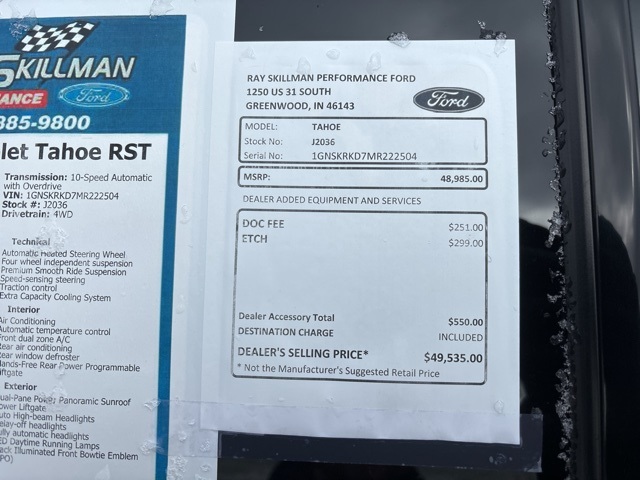 SKILLMAN
Ford
885-9800
Tahoe RST
Transmission: 10-Speed Automatic
with Overdrive
VIN: 1GNSKRKD7MR222504
Stock #: J2036
Drivetrain: 4WD
Technical
Automatic Heated Steering Wheel
Four wheel independent suspension
Premium Smooth Ride Suspension
Speed-sensing steering
Traction control
Extra Capacity Cooling System
Interior
Air Conditioning
Automatic temperature control
Front dual zone A/C
Rear air conditioning
Rear window defroster
Hands-Free Rear Power Programmable
Liftgate
Exterior
Dual-Pane Power Panoramic Sunroof
Power Liftgate
Auto High-beam Headlights
Delay-off headlights
Fully automatic headlights
LED Daytime Running Lamps
Black Illuminated Front Bowtie Emblem
RAY SKILLMAN PERFORMANCE FORD
1250 US 31 SOUTH
GREENWOOD, IN 46143
Ford
MODEL: TAHOE
Stock No: J2036
Serial No: 1GNSKRKD7MR222504
MSRP: 48,985.00
DEALER ADDED EQUIPMENT AND SERVICES
DOC FEE $251.00
ETCH $299.00
Dealer Accessory Total $550.00
DESTINATION CHARGE INCLUDED
DEALER'S SELLING PRICE* $49,535.00
* Not the Manufacturer's Suggested Retail Price